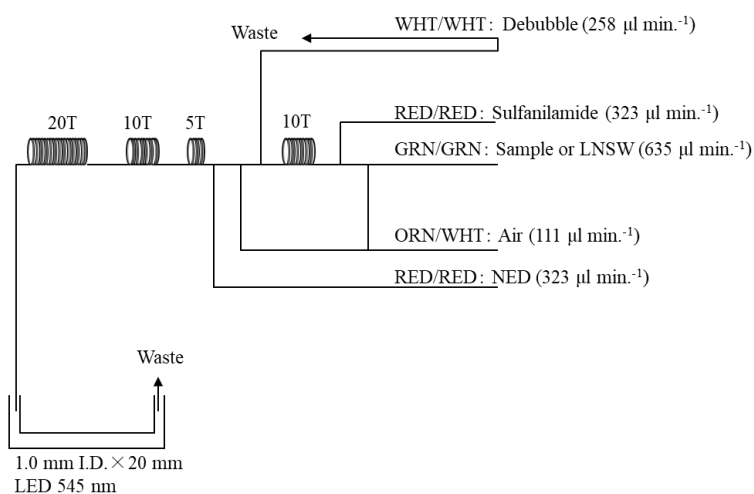 WHT/WHT: Debubble (258 μl min.-1)
Waste
RED/RED: Sulfanilamide (323 μl min.-1)
20T 10T 5T 10T
GRN/GRN: Sample or LNSW (635 μl min.-1)
ORN/WHT: Air (111 μl min.-1)
RED/RED: NED (323 μl min.-1)
Waste
1.0 mm I.D.×20 mm
LED 545 nm